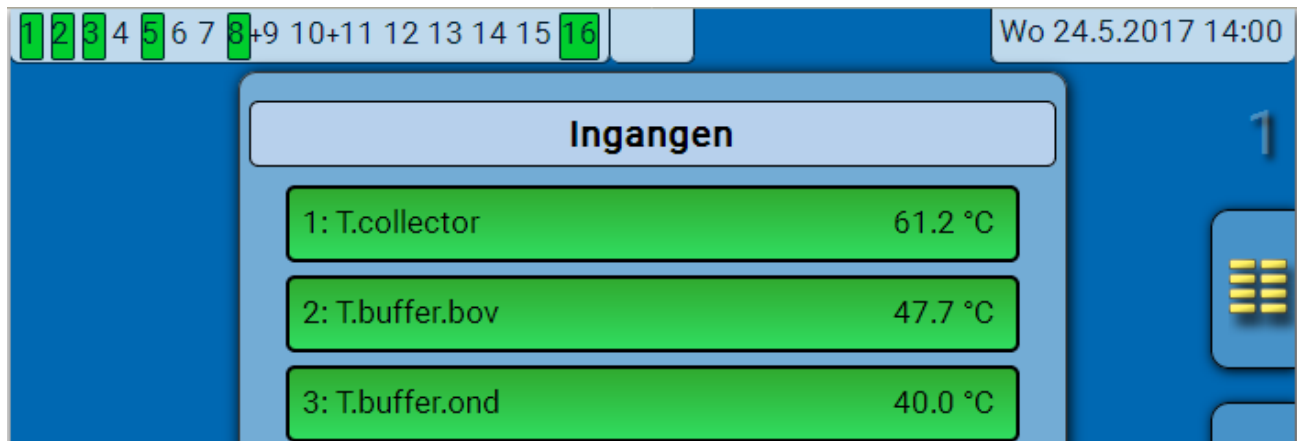 1 2 3 4 5 6 7 8+9 10+11 12 13 14 15 16
Wo 24.5.2017 14:00
Ingangen
1
1: T.collector 61.2 °C
2: T.buffer.bov 47.7 °C
3: T.buffer.ond 40.0 °C